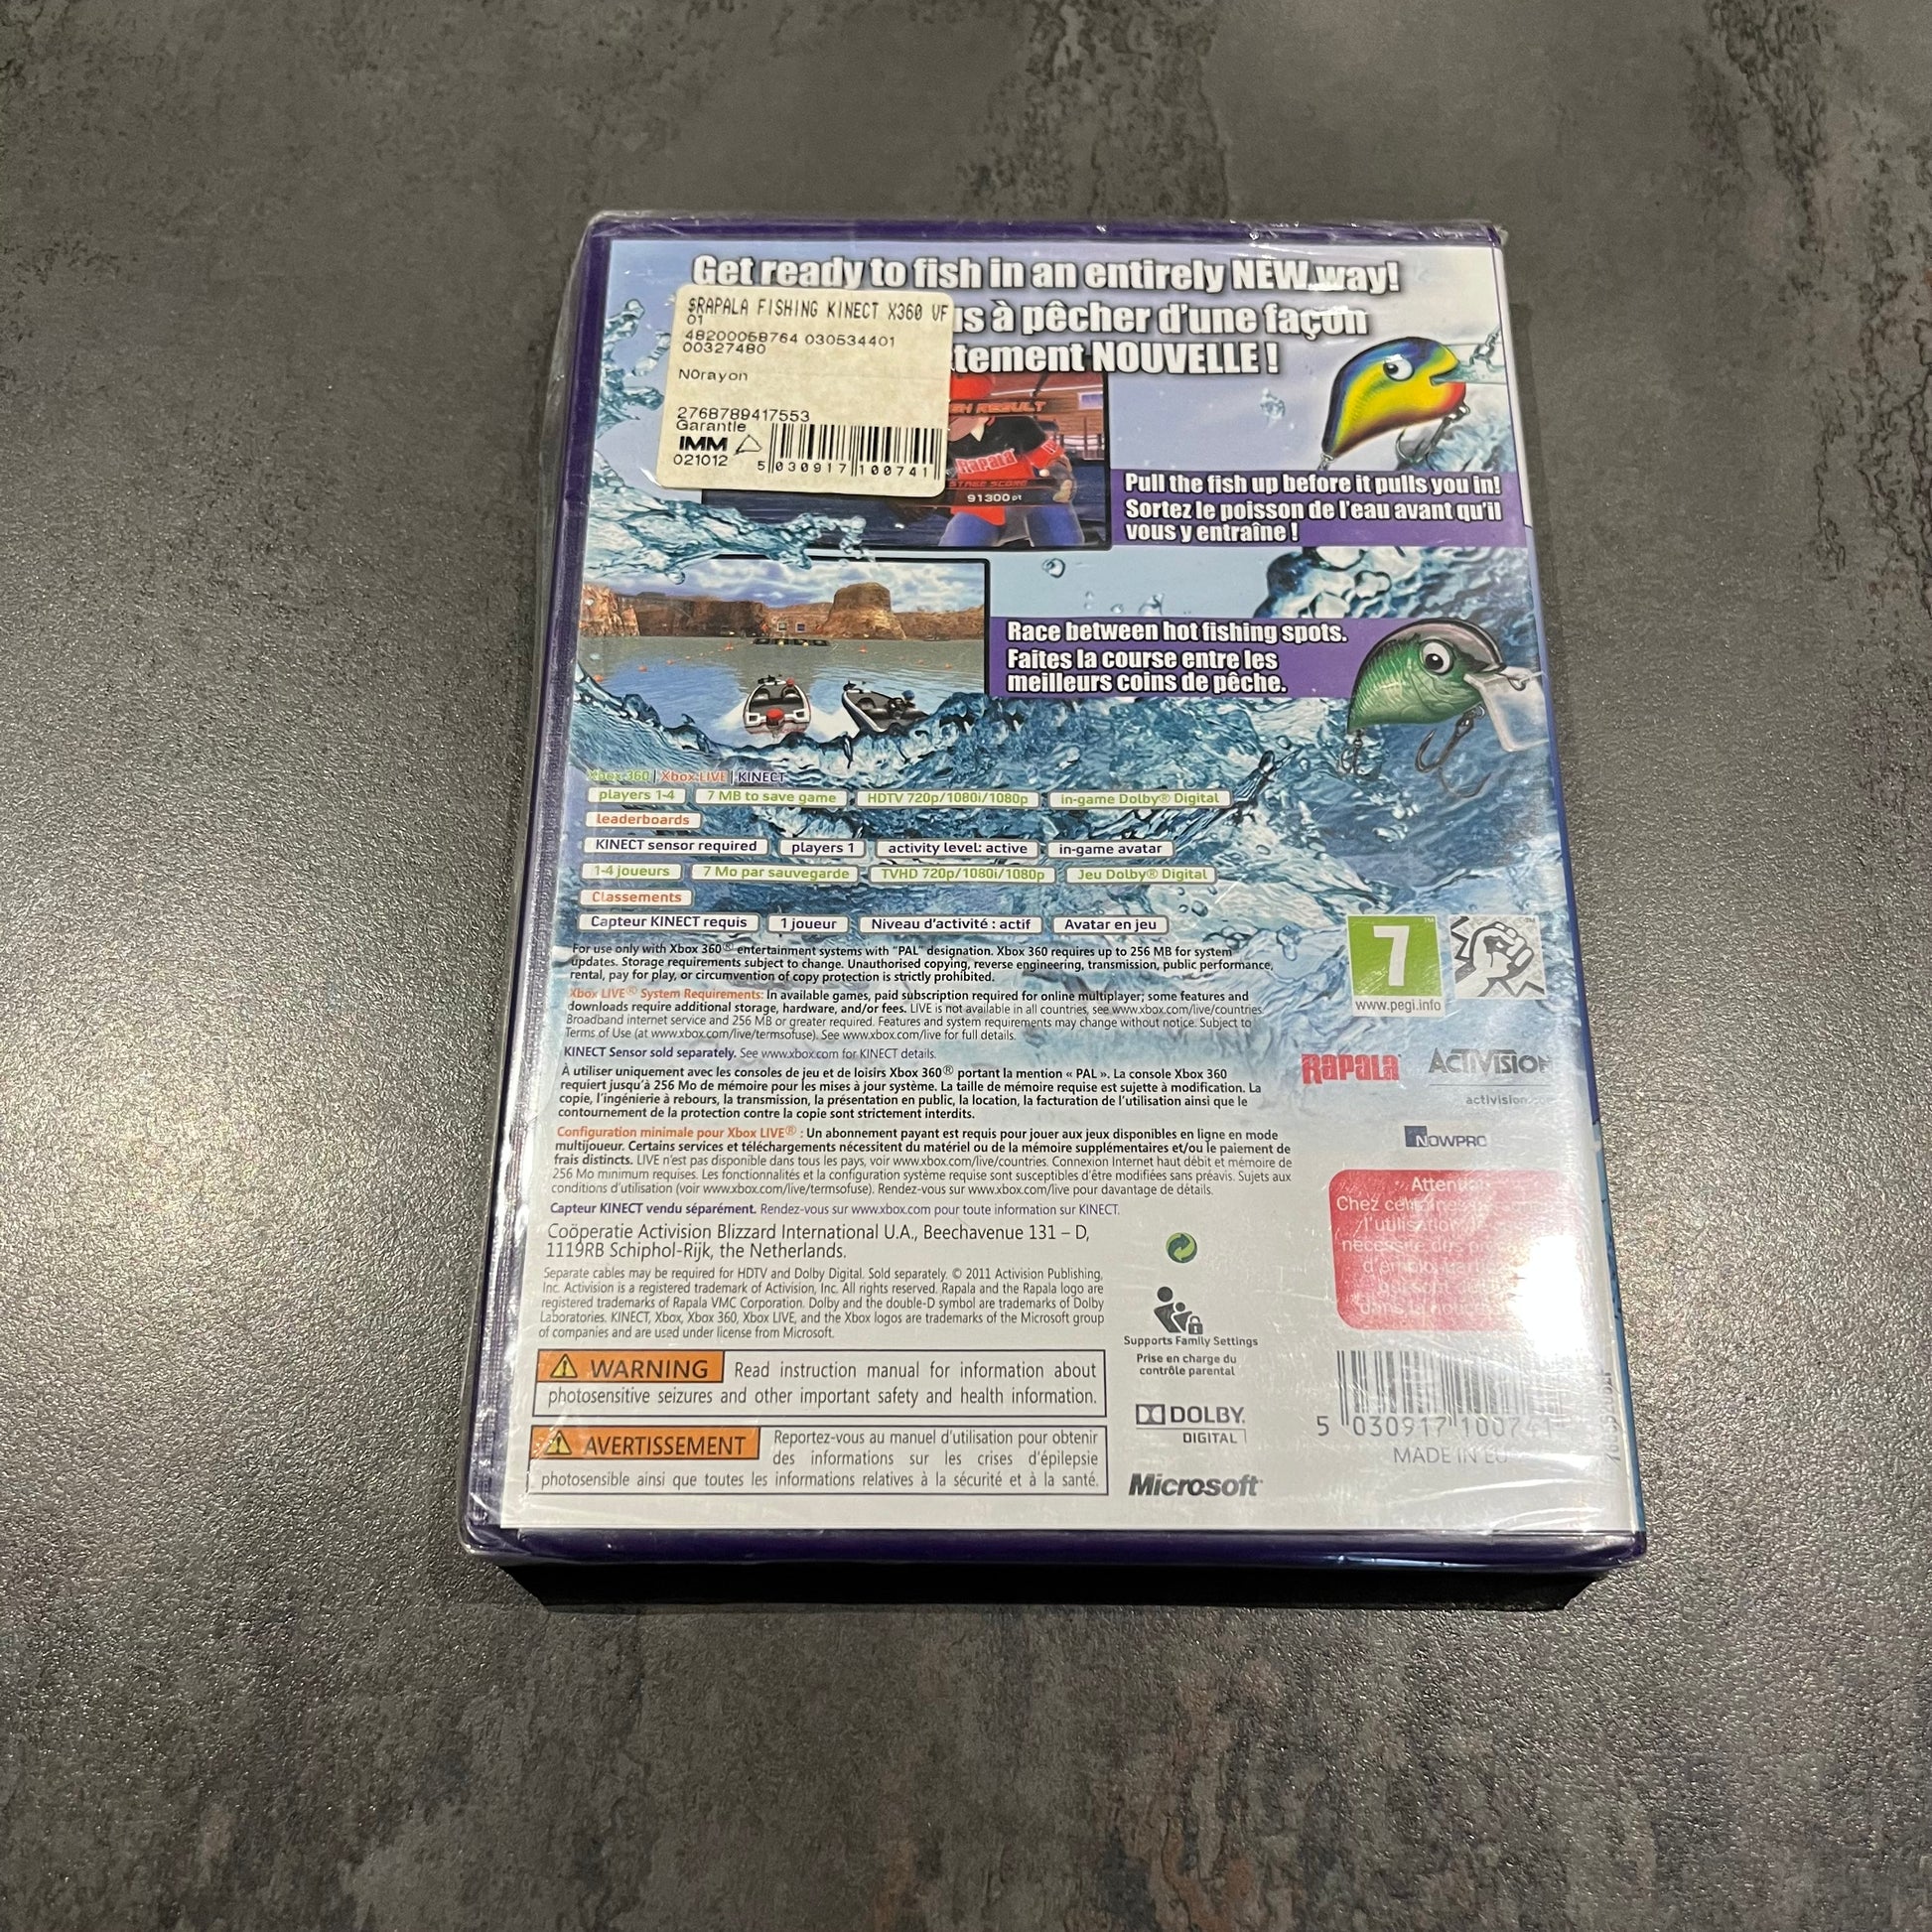 Get ready to fish in an entirely NEW way!
à pêcher d'une façon
NOUVELLE !
$RAPALA FISHING KINECT X360 VF
01
48200058764 030534401
00327480
N0rayon
2768789417553
Garantie
IMM
021012
5 030917 100741
RESULT
Rapala
STAGE SCORE
91300 pt
Pull the fish up before it pulls you in!
Sortez le poisson de l'eau avant qu'il
vous y entraîne !
Race between hot fishing spots.
Faites la course entre les
meilleurs coins de pêche.
Xbox 360 | Xbox LIVE | KINECT
players 1-4 7 MB to save game HDTV 720p/1080i/1080p in-game Dolby® Digital
leaderboards
KINECT sensor required players 1 activity level: active in-game avatar
1-4 joueurs 7 Mo par sauvegarde TVHD 720p/1080i/1080p Jeu Dolby® Digital
Classements
Capteur KINECT requis 1 joueur Niveau d'activité : actif Avatar en jeu
For use only with Xbox 360® entertainment systems with "PAL" designation. Xbox 360 requires up to 256 MB for system
updates. Storage requirements subject to change. Unauthorised copying, reverse engineering, transmission, public performance,
rental, pay for play, or circumvention of copy protection is strictly prohibited.
Xbox LIVE® System Requirements: In available games, paid subscription required for online multiplayer; some features and
downloads require additional storage, hardware, and/or fees. LIVE is not available in all countries, see www.xbox.com/live/countries.
Broadband internet service and 256 MB or greater required. Features and system requirements may change without notice. Subject to
Terms of Use (at www.xbox.com/live/termsofuse). See www.xbox.com/live for full details.
KINECT Sensor sold separately. See www.xbox.com for KINECT details.
À utiliser uniquement avec les consoles de jeu et de loisirs Xbox 360® portant la mention « PAL ». La console Xbox 360
requiert jusqu'à 256 Mo de mémoire pour les mises à jour système. La taille de mémoire requise est sujette à modification. La
copie, l'ingénierie à rebours, la transmission, la présentation en public, la location, la facturation de l'utilisation ainsi que le
contournement de la protection contre la copie sont strictement interdits.
Configuration minimale pour Xbox LIVE® : Un abonnement payant est requis pour jouer aux jeux disponibles en ligne en mode
multijoueur. Certains services et téléchargements nécessitent du matériel ou de la mémoire supplémentaires et/ou le paiement de
frais distincts. LIVE n'est pas disponible dans tous les pays, voir www.xbox.com/live/countries. Connexion Internet haut débit et mémoire de
256 Mo minimum requises. Les fonctionnalités et la configuration système requise sont susceptibles d'être modifiées sans préavis. Sujets aux
conditions d'utilisation (voir www.xbox.com/live/termsofuse). Rendez-vous sur www.xbox.com/live pour davantage de détails.
Capteur KINECT vendu séparément. Rendez-vous sur www.xbox.com pour toute information sur KINECT.
Coöperatie Activision Blizzard International U.A., Beechavenue 131 – D,
1119RB Schiphol-Rijk, the Netherlands.
Separate cables may be required for HDTV and Dolby Digital. Sold separately. © 2011 Activision Publishing,
Inc. Activision is a registered trademark of Activision, Inc. All rights reserved. Rapala and the Rapala logo are
registered trademarks of Rapala VMC Corporation. Dolby and the double-D symbol are trademarks of Dolby
Laboratories. KINECT, Xbox, Xbox 360, Xbox LIVE, and the Xbox logos are trademarks of the Microsoft group
of companies and are used under license from Microsoft.
WARNING Read instruction manual for information about
photosensitive seizures and other important safety and health information.
AVERTISSEMENT Reportez-vous au manuel d'utilisation pour obtenir
des informations sur les crises d'épilepsie
photosensible ainsi que toutes les informations relatives à la sécurité et à la santé.
Supports Family Settings
Prise en charge du
contrôle parental
DOLBY
DIGITAL
Microsoft
7
www.pegi.info
Rapala ACTIVISION
NOWPRO
Chez
l'utilisation
dans la
5 030917 100741
MADE IN EU